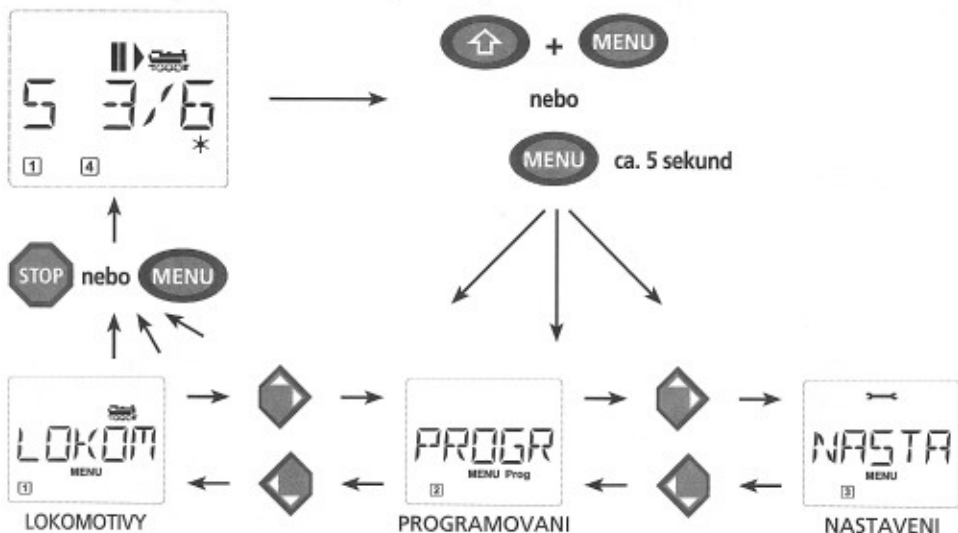 + MENU
S 3/6
nebo
1 4
MENU ca. 5 sekund
STOP nebo MENU
LOKOM
MENU
1
PROGR
MENU Prog
2
NASTA
MENU
3
LOKOMOTIVY
PROGRAMOVANI
NASTAVENI